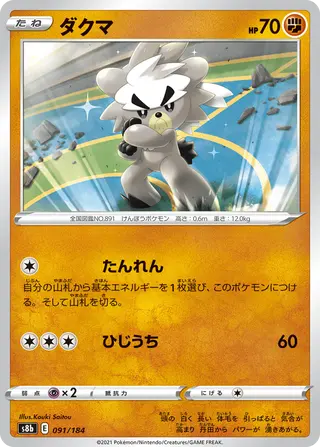 たね
ダクマ
HP70
全国図鑑NO.891 けんぽうポケモン 高さ：0.6m 重さ：12.0kg
たんれん
自分の山札から基本エネルギーを1枚選び、このポケモンにつけ
る。そして山札を切る。
ひじうち 60
弱点 ×2 抵抗力 にげる
Illus.Kouki Saitou
頭の 白く 長い 体毛を 引っぱると 気合が
高まり 丹田から パワーが 湧きあがる。
s8b E 091/184
©2021 Pokémon/Nintendo/Creatures/GAME FREAK.